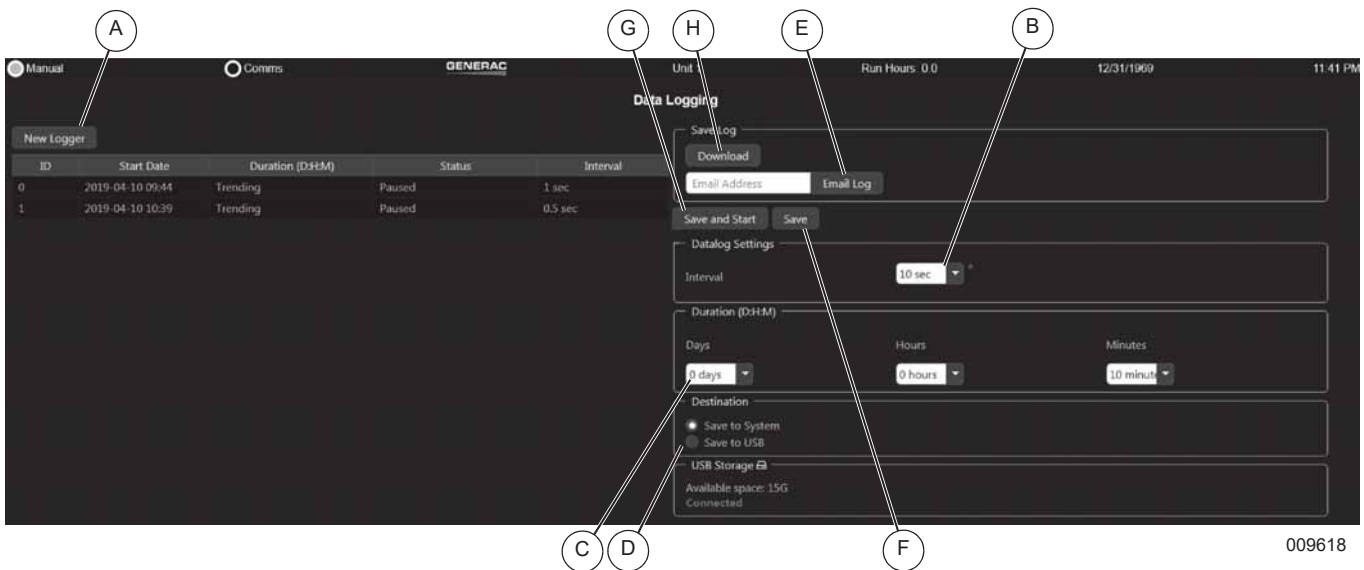 A G H E B
Manual Comms GENERAC Unit 1 Run Hours 0.0 12/31/1969 11:41 PM
Data Logging
New Logger
ID Start Date Duration (D:H:M) Status Interval
0 2019-04-10 09:44 Trending Paused 1 sec
1 2019-04-10 10:39 Trending Paused 0.5 sec
Save Log
Download
Email Address Email Log
Save and Start Save
Datalog Settings
Interval 10 sec *
Duration (D:H:M)
Days Hours Minutes
0 days 0 hours 10 minute
Destination
Save to System
Save to USB
USB Storage
Available space: 15G
Connected
C D F
009618